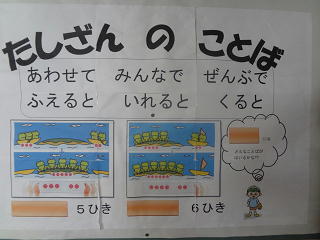 たしざん の ことば
あわせて みんなで ぜんぶで
ふえると いれると くると
5ひき
6ひき